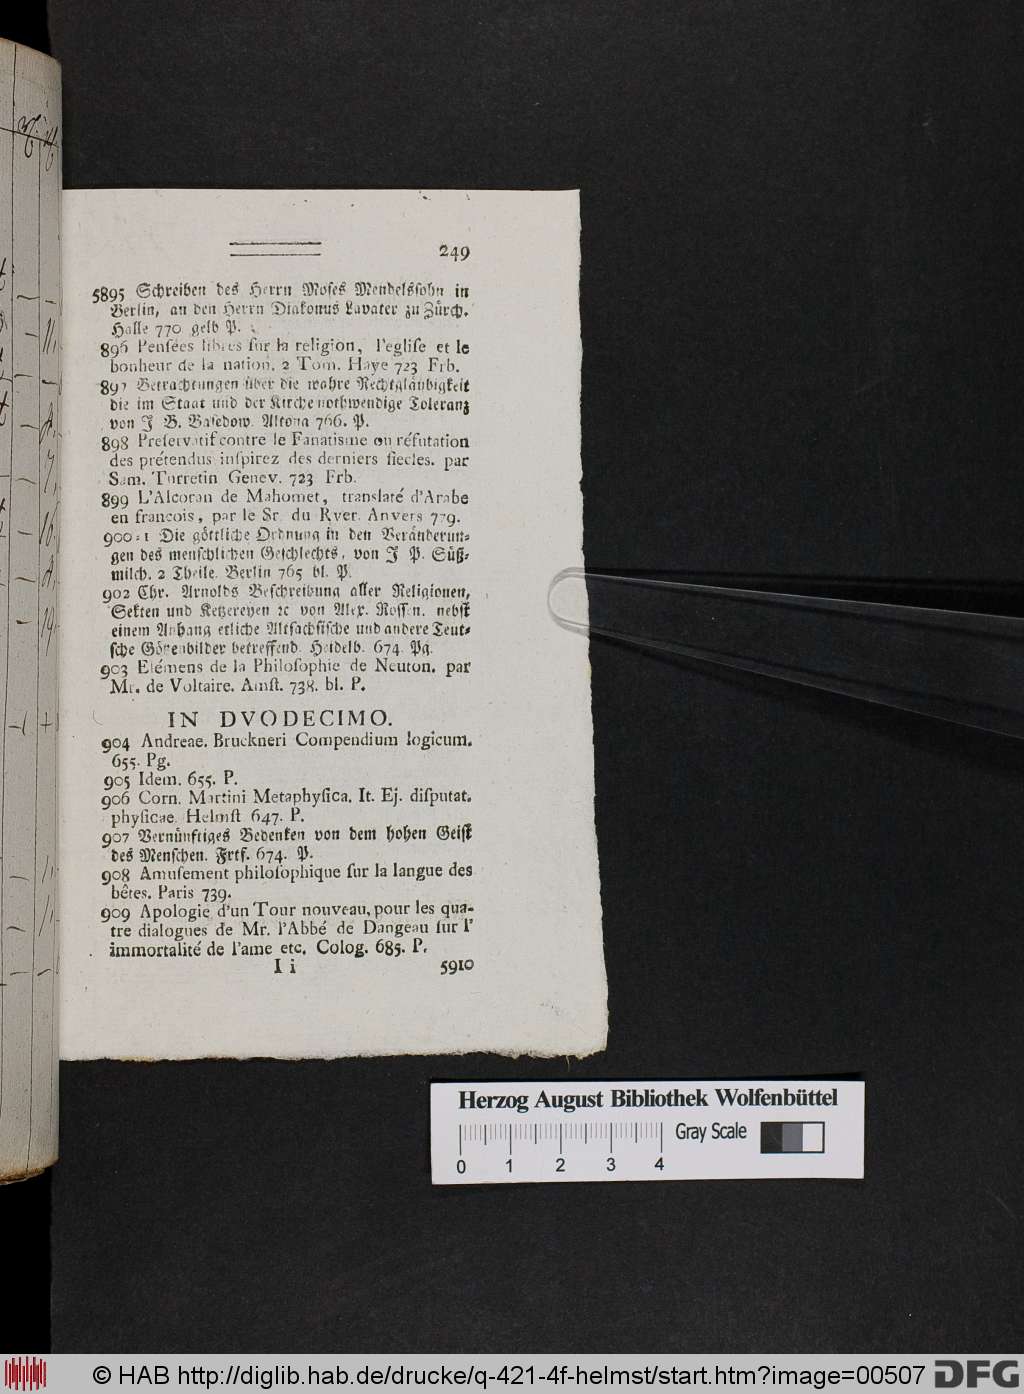 249
5895 Schreiben des Herrn Moses Mendelssohn in
Berlin, an den Herrn Diakonus Lavater zu Zürch.
Halle 770 gelb P.
896 Pensées libres sur la religion, l'eglise et le
bonheur de la nation. 2 Tom. Haye 723 Frb.
897 Betrachtungen über die wahre Rechtgläubigkeit
die im Staat und der Kirche nothwendige Toleranz
von J B. Basedow. Altona 766. P.
898 Preservatif contre le Fanatisme ou réfutation
des prétendus inspirez des derniers siecles. par
Sam. Turretin Genev. 723 Frb.
899 L'Alcoran de Mahomet, translaté d'Arabe
en francois, par le Sr. du Ryer. Anvers 779.
900-1 Die göttliche Ordnung in den Veränderun-
gen des menschlichen Geschlechts, von J P. Süß-
milch. 2 Theile. Berlin 765 bl. P.
902 Chr. Arnolds Beschreibung aller Religionen,
Sekten und Ketzereyen ꝛc von Alex. Rossen. nebst
einem Anhang etliche Altsachsische und andere Teut-
sche Götzenbilder betreffend. Heidelb. 674. Pg.
903 Elémens de la Philosophie de Neuton. par
Mr. de Voltaire. Amst. 738. bl. P.
IN DVODECIMO.
904 Andreae. Bruckneri Compendium logicum.
655. Pg.
905 Idem. 655. P.
906 Corn. Martini Metaphysica. It. Ej. disputat.
physicae. Helmst 647. P.
907 Vernünftiges Bedenken von dem hohen Geist
des Menschen. Frtf. 674. P.
908 Amusement philosophique sur la langue des
bêtes. Paris 739.
909 Apologie d'un Tour nouveau, pour les qua-
tre dialogues de Mr. l'Abbé de Dangeau sur l'
immortalité de l'ame etc. Colog. 685. P.
I i 5910
Herzog August Bibliothek Wolfenbüttel
Gray Scale
0 1 2 3 4
© HAB http://diglib.hab.de/drucke/q-421-4f-helmst/start.htm?image=00507
DFG